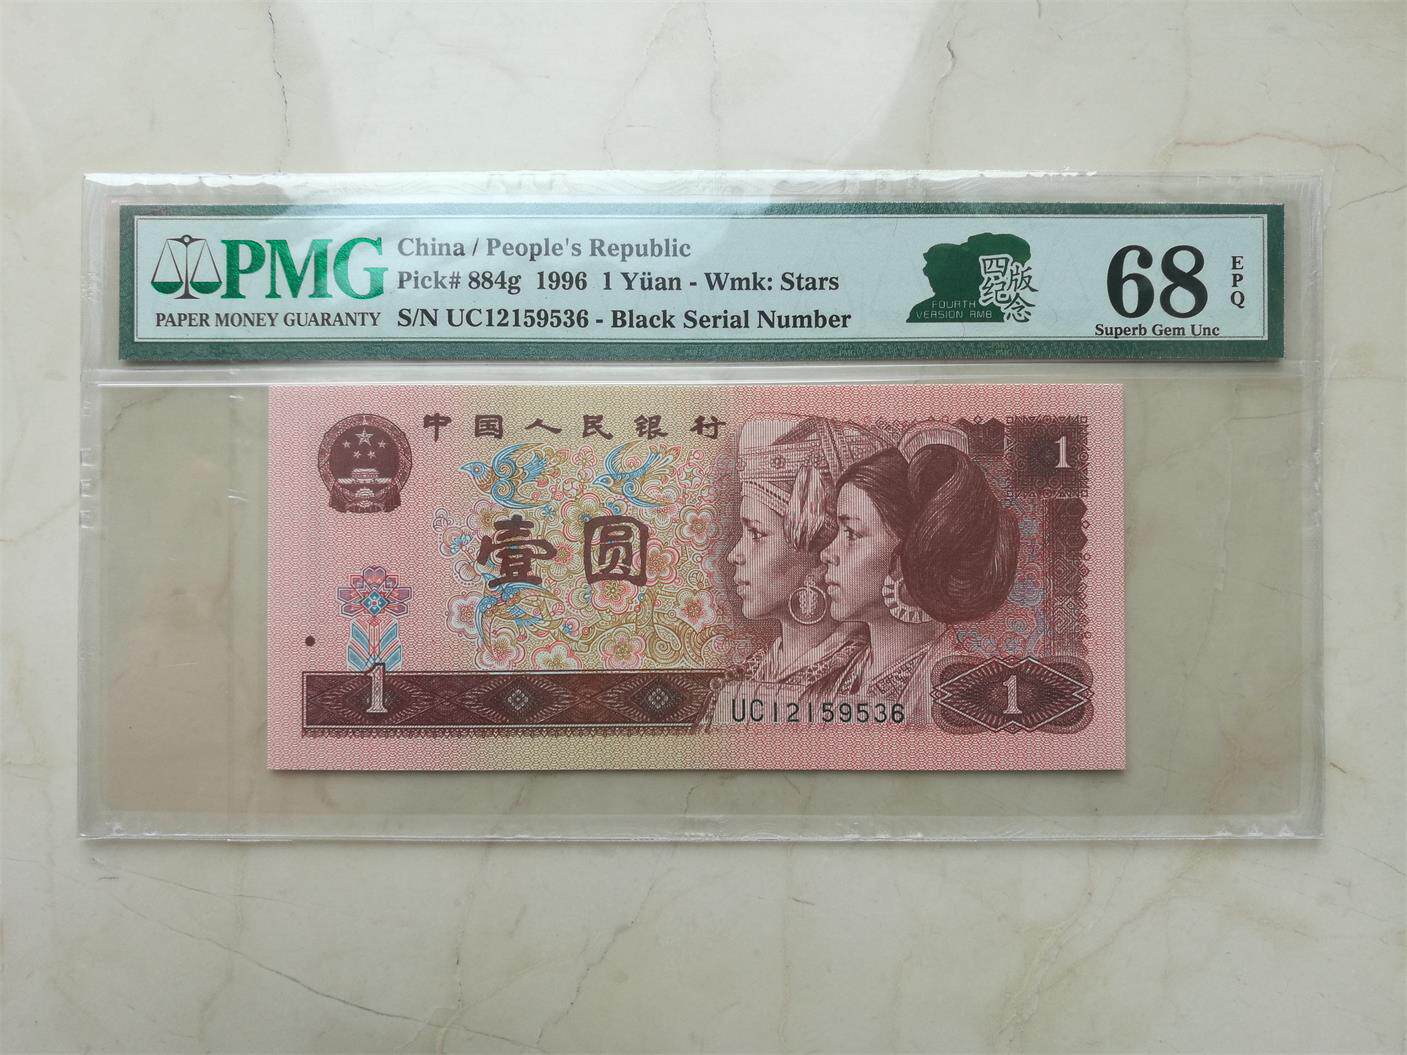 PMG
PAPER MONEY GUARANTY
China / People's Republic
Pick# 884g 1996 1 Yüan - Wmk: Stars
S/N UC12159536 - Black Serial Number
四版
纪念
FOURTH
VERSION RMB
68
EPQ
Superb Gem Unc
中国人民银行
1
壹圆
1
UC12159536
1